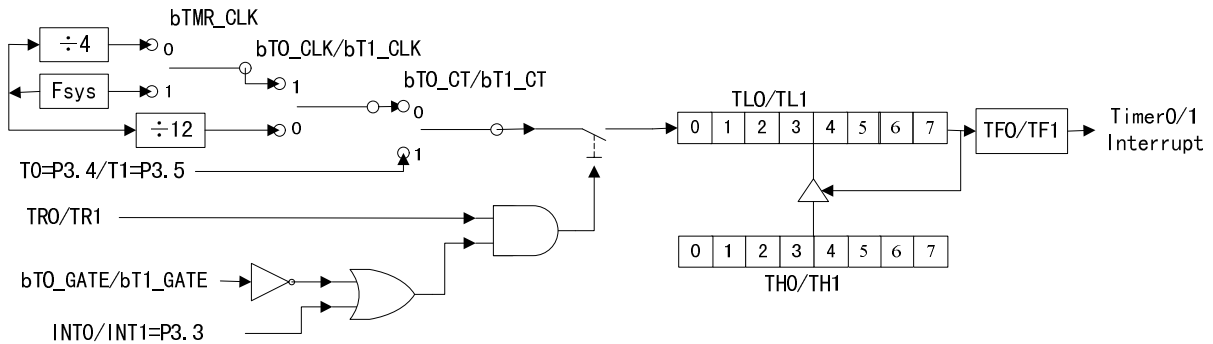 bTMR_CLK
÷4
0
bT0_CLK/bT1_CLK
Fsys
1
1
bT0_CT/bT1_CT
0
÷12
0
TL0/TL1
0 1 2 3 4 5 6 7
TF0/TF1
Timer0/1
Interrupt
1
T0=P3.4/T1=P3.5
TR0/TR1
0 1 2 3 4 5 6 7
TH0/TH1
bT0_GATE/bT1_GATE
INT0/INT1=P3.3